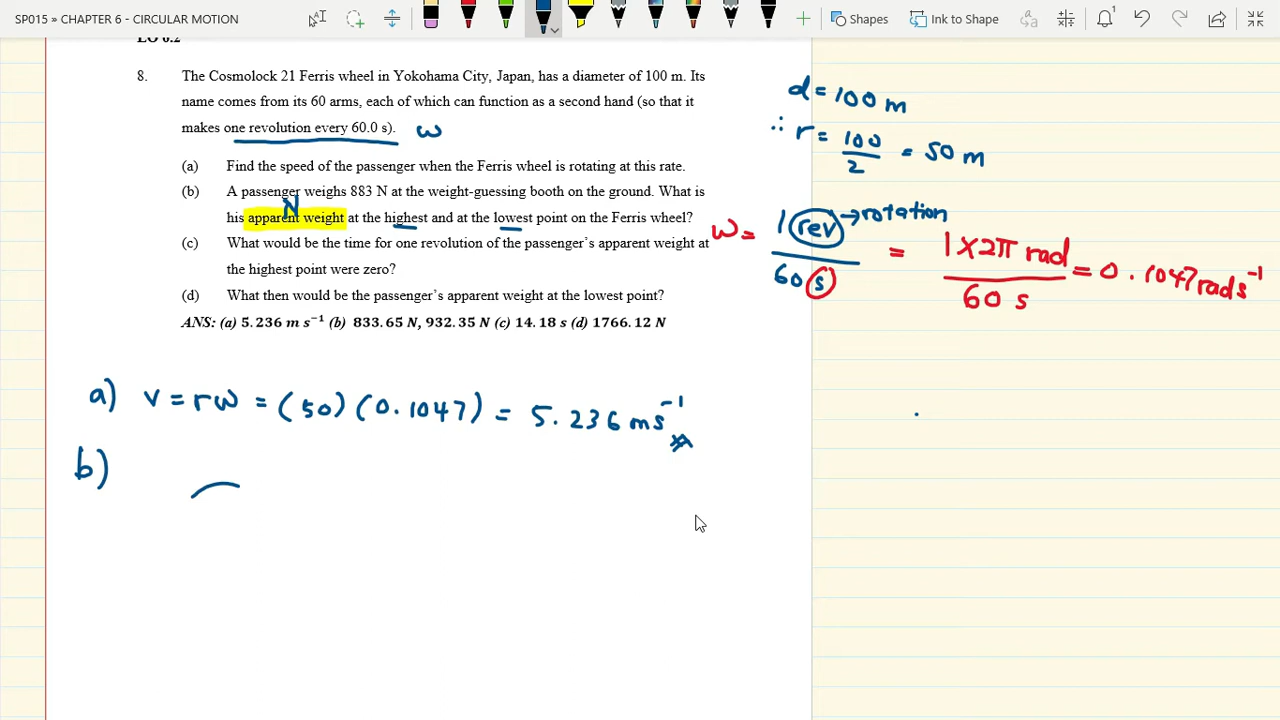 SP015 » CHAPTER 6 - CIRCULAR MOTION
Shapes
Ink to Shape
LO 6.2
8. The Cosmolock 21 Ferris wheel in Yokohama City, Japan, has a diameter of 100 m. Its
name comes from its 60 arms, each of which can function as a second hand (so that it
makes one revolution every 60.0 s). ω
(a) Find the speed of the passenger when the Ferris wheel is rotating at this rate.
(b) A passenger weighs 883 N at the weight-guessing booth on the ground. What is
N
his apparent weight at the highest and at the lowest point on the Ferris wheel?
(c) What would be the time for one revolution of the passenger's apparent weight at
the highest point were zero?
(d) What then would be the passenger's apparent weight at the lowest point?
ANS: (a) 5.236 m s⁻¹ (b) 833.65 N, 932.35 N (c) 14.18 s (d) 1766.12 N
d = 100 m
∴ r = 100/2 = 50 m
ω = 1 rev/60 s → rotation = 1 × 2π rad/60 s = 0.1047 rad s⁻¹
a) v = rω = (50)(0.1047) = 5.236 ms⁻¹
b)